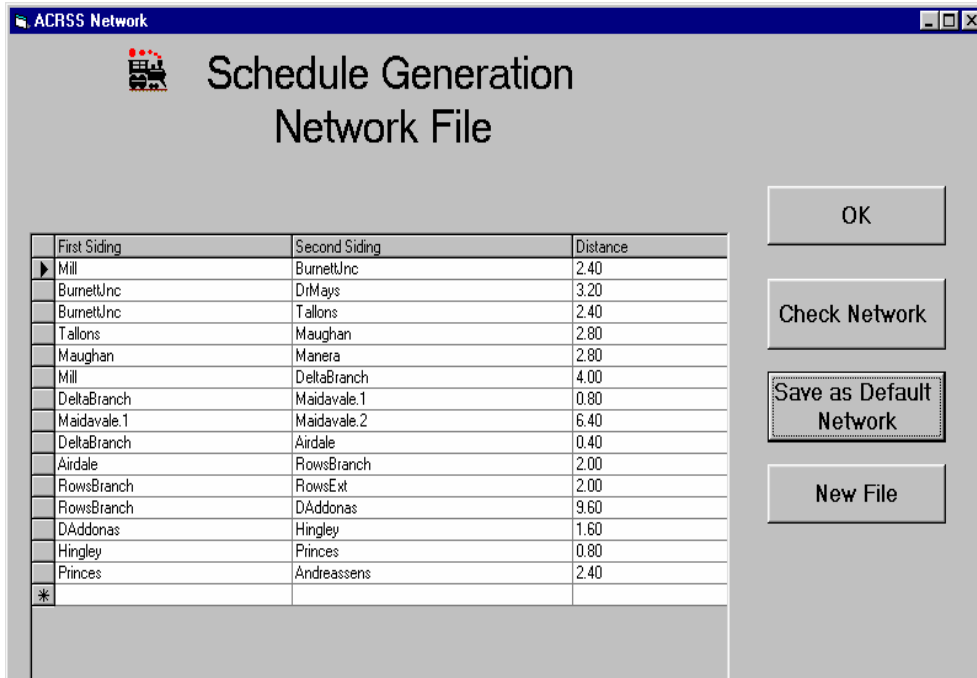 ACRSS Network
Schedule Generation
Network File
First Siding Second Siding Distance
Mill BurnettJnc 2.40
BurnettJnc DrMays 3.20
BurnettJnc Tallons 2.40
Tallons Maughan 2.80
Maughan Manera 2.80
Mill DeltaBranch 4.00
DeltaBranch Maidavale.1 0.80
Maidavale.1 Maidavale.2 6.40
DeltaBranch Airdale 0.40
Airdale RowsBranch 2.00
RowsBranch RowsExt 2.00
RowsBranch DAddonas 9.60
DAddonas Hingley 1.60
Hingley Princes 0.80
Princes Andreassens 2.40
OK
Check Network
Save as Default
Network
New File